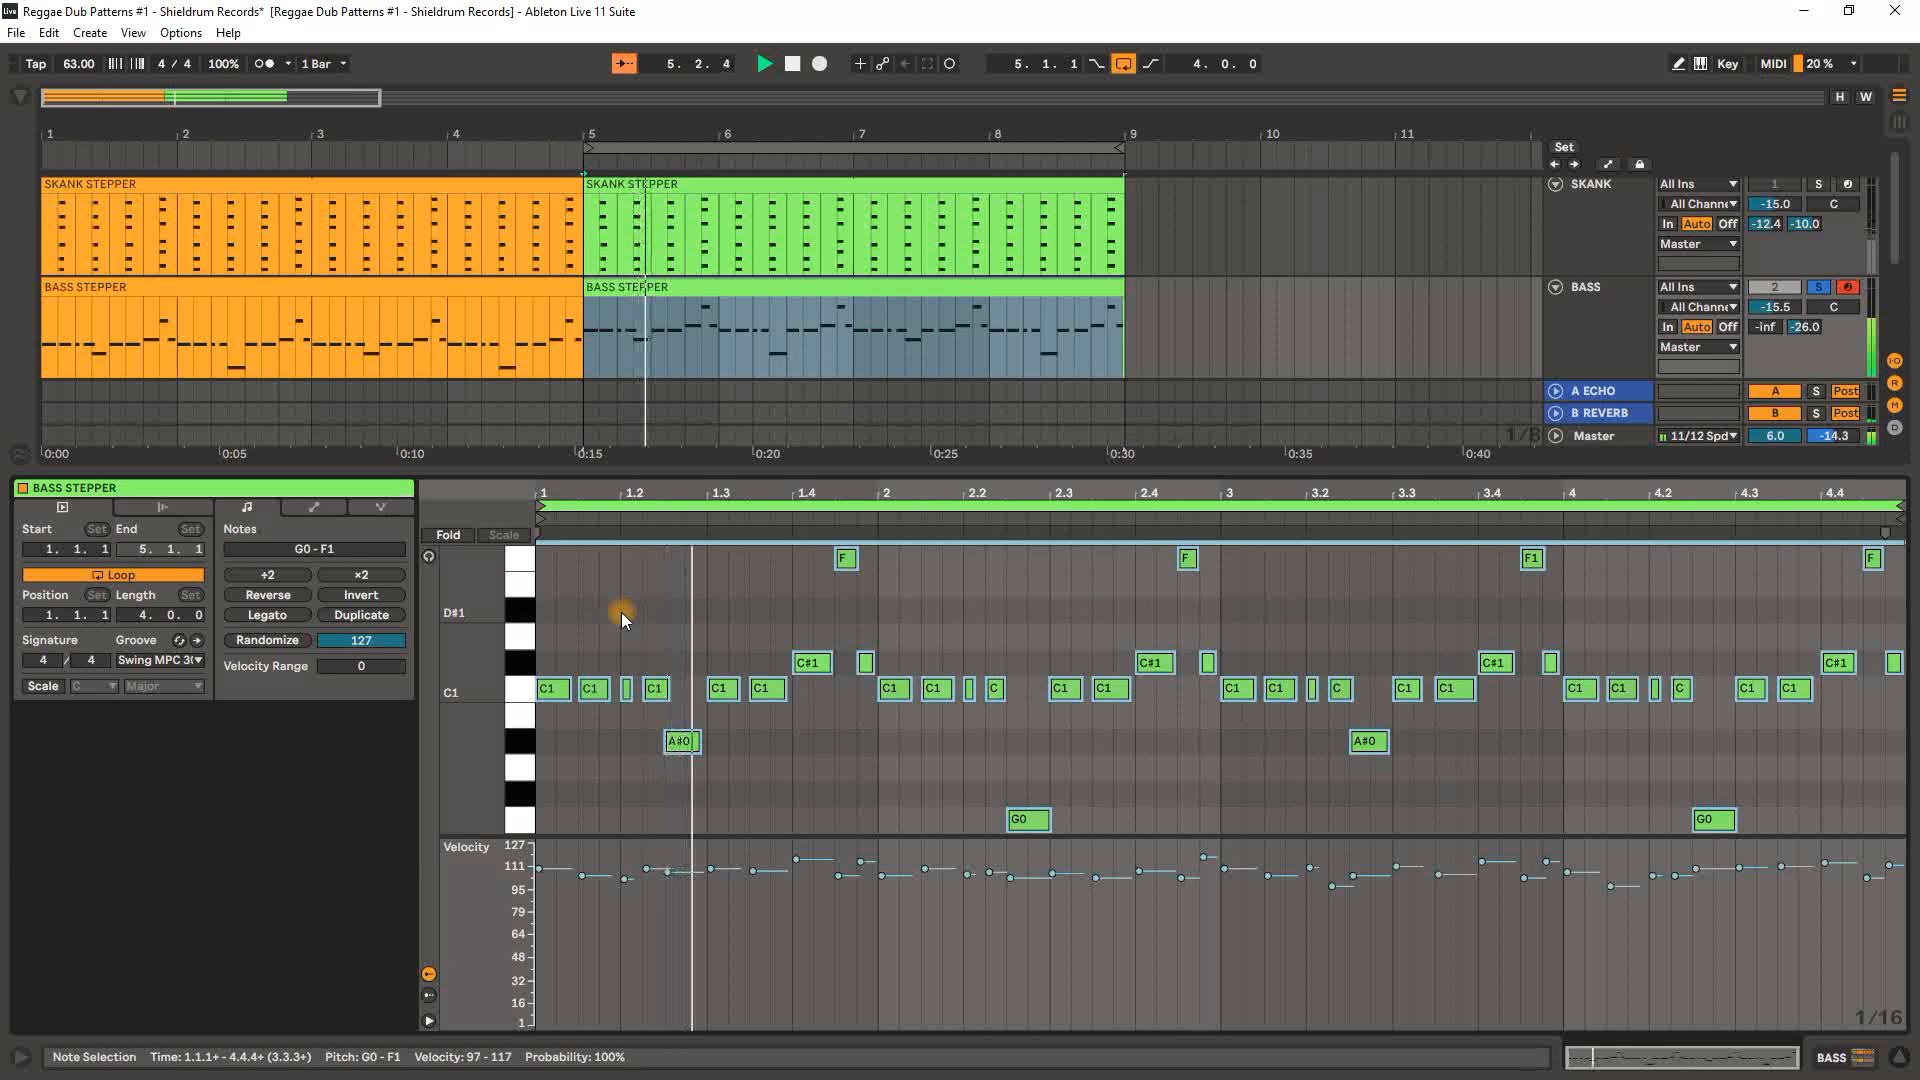 Live Reggae Dub Patterns #1 - Shieldrum Records* [Reggae Dub Patterns #1 - Shieldrum Records] - Ableton Live 11 Suite
File Edit Create View Options Help
Tap 63.00 4 / 4 100% 1 Bar 5. 2. 4 5. 1. 1 4. 0. 0 Key MIDI 20 %
H W
1 2 3 4 5 6 7 8 9 10 11
Set
SKANK STEPPER SKANK STEPPER SKANK All Ins 1 S
All Channe -15.0 C
In Auto Off -12.4 -10.0
Master
BASS STEPPER BASS STEPPER BASS All Ins 2 S
All Channe -15.5 C
In Auto Off -inf -26.0
Master
A ECHO A S Post
B REVERB B S Post
1/8 Master 11/12 Spd 6.0 -14.3
0:00 0:05 0:10 0:15 0:20 0:25 0:30 0:35 0:40
BASS STEPPER
1 1.2 1.3 1.4 2 2.2 2.3 2.4 3 3.2 3.3 3.4 4 4.2 4.3 4.4
Start Set End Set Notes
1. 1. 1 5. 1. 1 G0 - F1
Fold Scale
Loop ÷2 ×2
Position Set Length Set Reverse Invert
1. 1. 1 4. 0. 0 Legato Duplicate
Signature Groove Randomize 127
4 / 4 Swing MPC 3( Velocity Range 0
Scale C Major
F F F1 F
D#1
C#1 C#1 C#1 C#1
C1 C1 C1 C1 C1 C1 C1 C1 C C1 C1 C1 C1 C C1 C1 C1 C1 C C1 C1
A#0 A#0
G0 G0
Velocity 127
111
95
79
64
48
32
16
1
1/16
Note Selection Time: 1.1.1+ - 4.4.4+ (3.3.3+) Pitch: G0 - F1 Velocity: 97 - 117 Probability: 100%
BASS